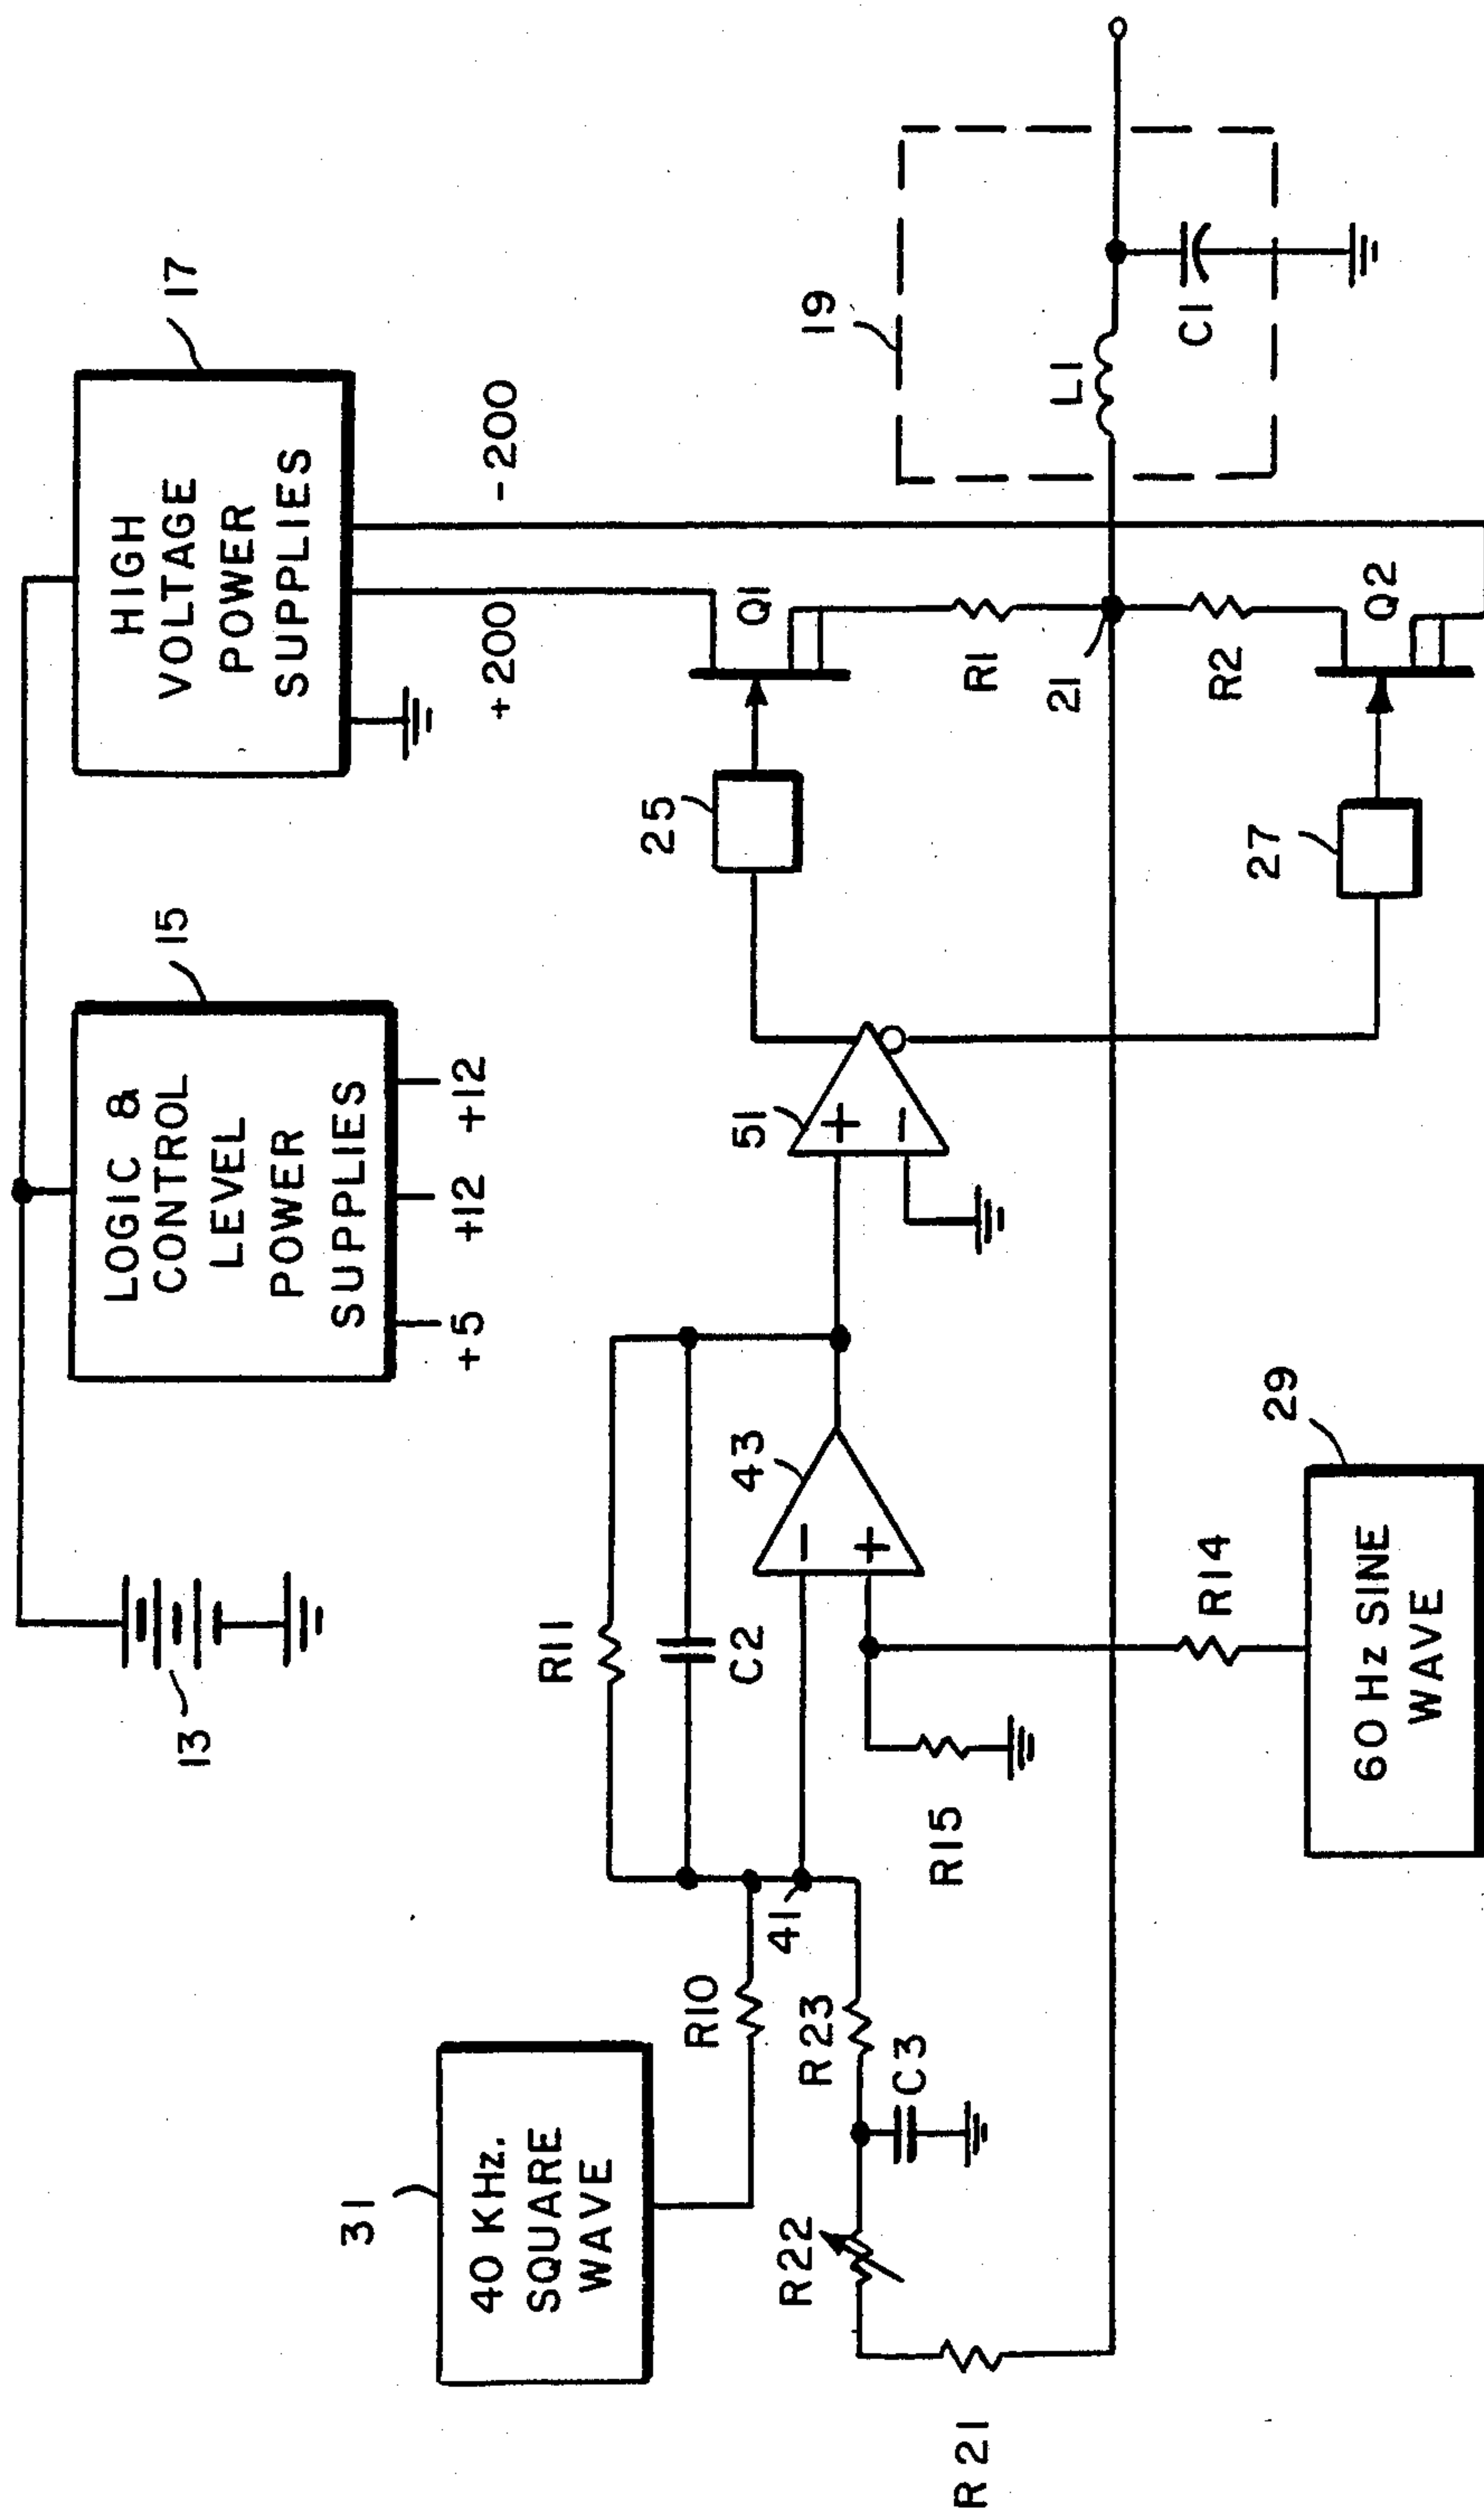 13
LOGIC &
CONTROL
LEVEL
POWER
SUPPLIES
15
+5
+12
+12
HIGH
VOLTAGE
POWER
SUPPLIES
17
+200
-200
31
40 KHz.
SQUARE
WAVE
R10
R11
C2
41
43
-
+
51
+
-
25
Q1
R1
21
R2
Q2
27
19
L1
C1
R21
R22
C3
R23
R15
R14
29
60 Hz SINE
WAVE